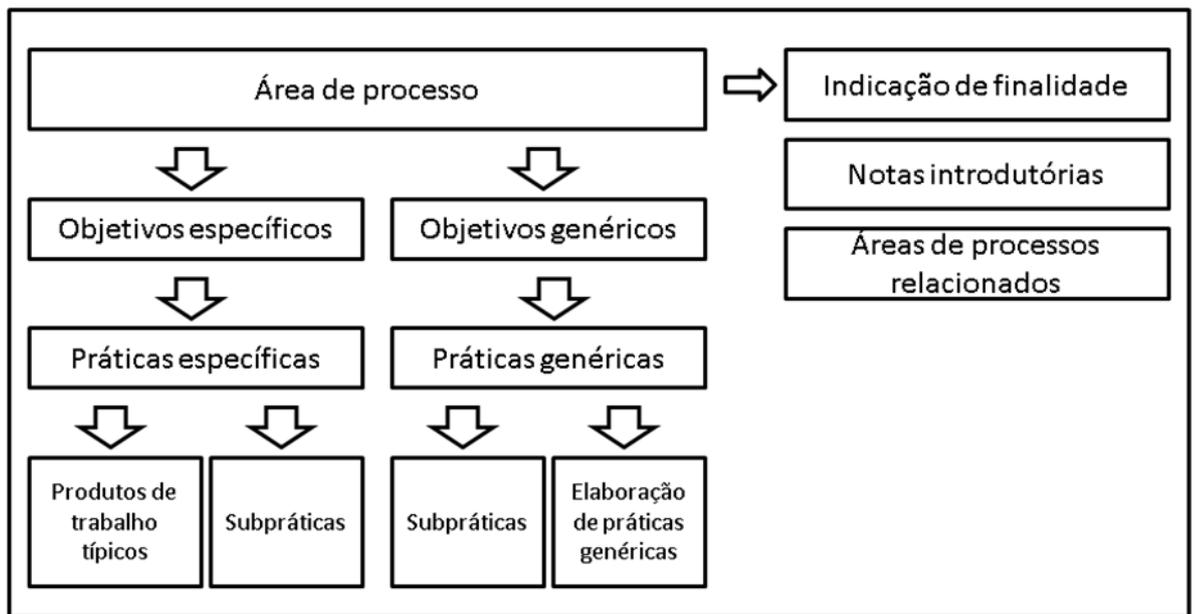 Área de processo
Indicação de finalidade
Notas introdutórias
Áreas de processos
relacionados
Objetivos específicos
Objetivos genéricos
Práticas específicas
Práticas genéricas
Produtos de
trabalho
típicos
Subpráticas
Subpráticas
Elaboração
de práticas
genéricas